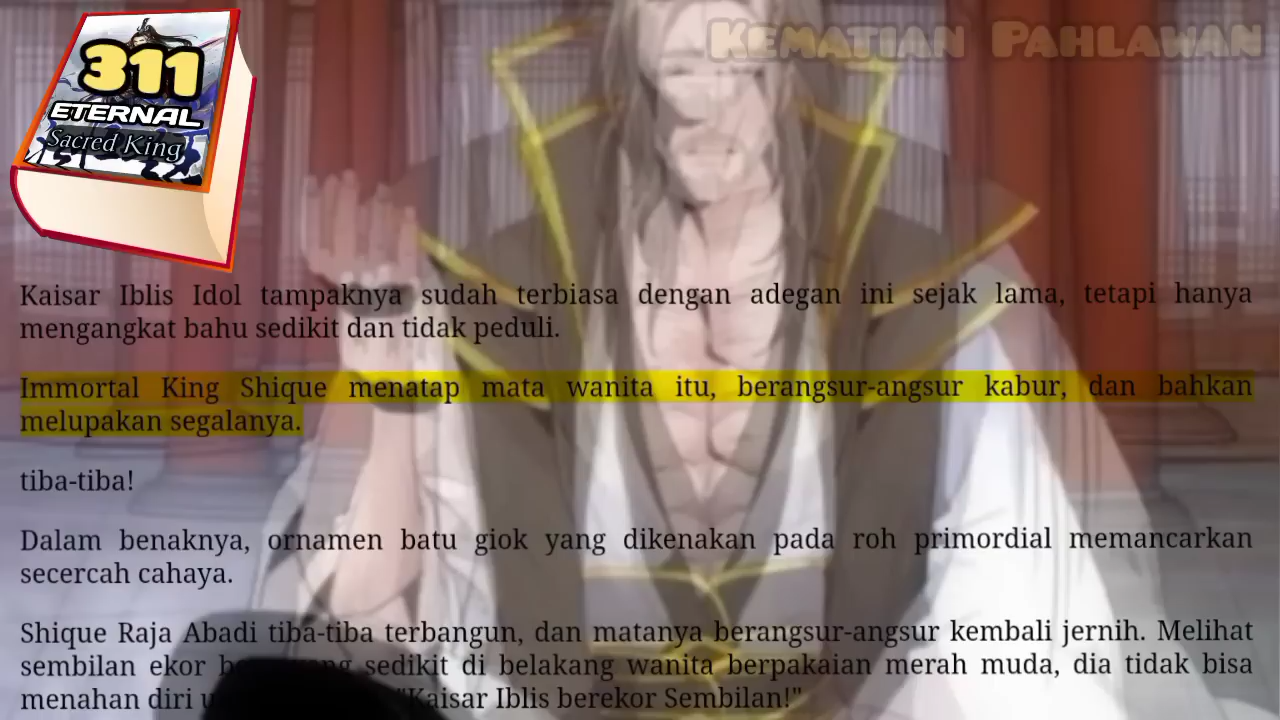 Kematian Pahlawan
311
ETERNAL
Sacred King
Kaisar Iblis Idol tampaknya sudah terbiasa dengan adegan ini sejak lama, tetapi hanya
mengangkat bahu sedikit dan tidak peduli.
Immortal King Shique menatap mata wanita itu, berangsur-angsur kabur, dan bahkan
melupakan segalanya.
tiba-tiba!
Dalam benaknya, ornamen batu giok yang dikenakan pada roh primordial memancarkan
secercah cahaya.
Shique Raja Abadi tiba-tiba terbangun, dan matanya berangsur-angsur kembali jernih. Melihat
sembilan ekor sedikit di belakang wanita berpakaian merah muda, dia tidak bisa
menahan diri "Kaisar Iblis berekor Sembilan!"